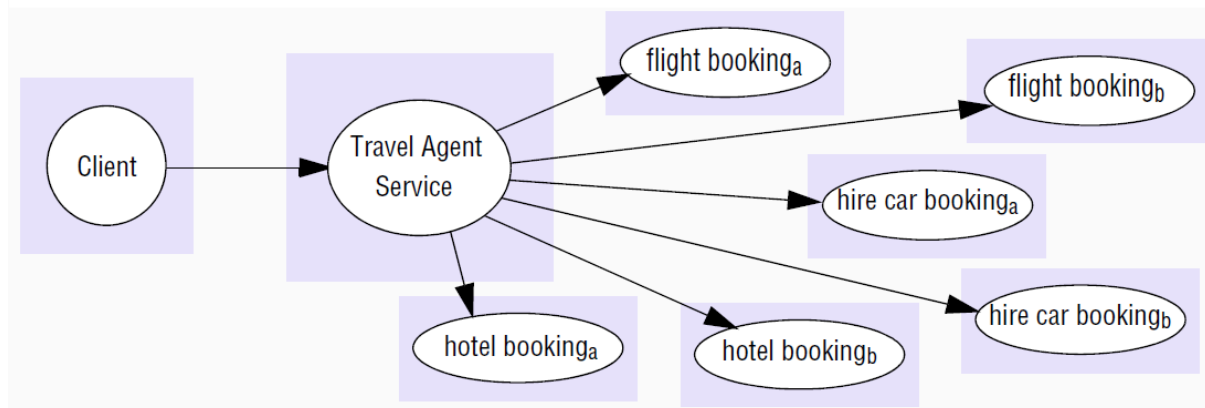 flight bookinga
flight bookingb
Client
Travel Agent
Service
hire car bookinga
hire car bookingb
hotel bookinga
hotel bookingb